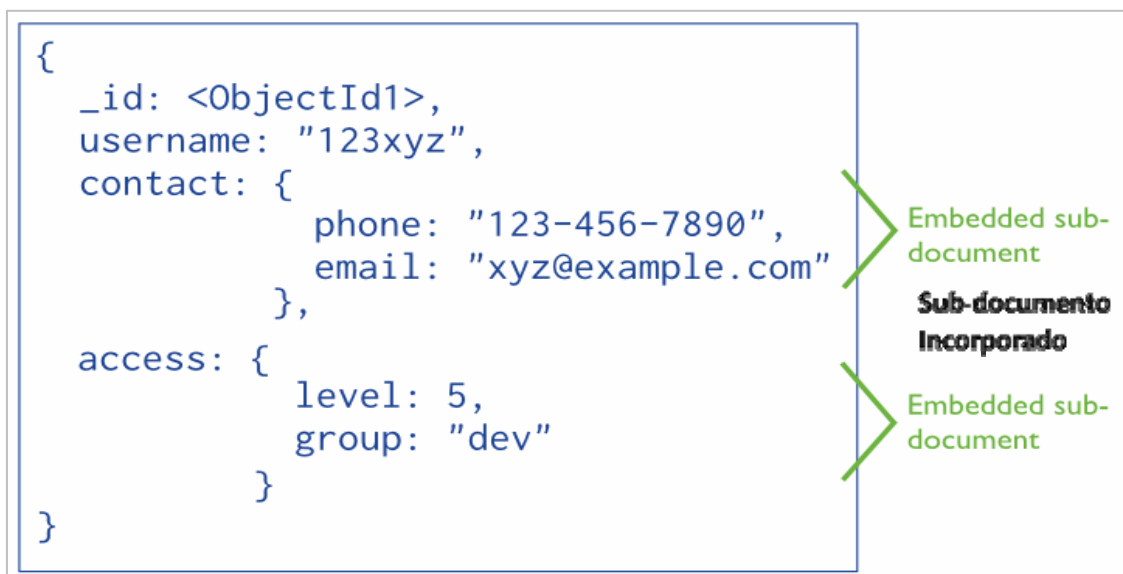 {
_id: <ObjectId1>,
username: "123xyz",
contact: {
phone: "123-456-7890",
email: "xyz@example.com"
},
access: {
level: 5,
group: "dev"
}
}
Embedded sub-
document
Sub-documento
Incorporado
Embedded sub-
document